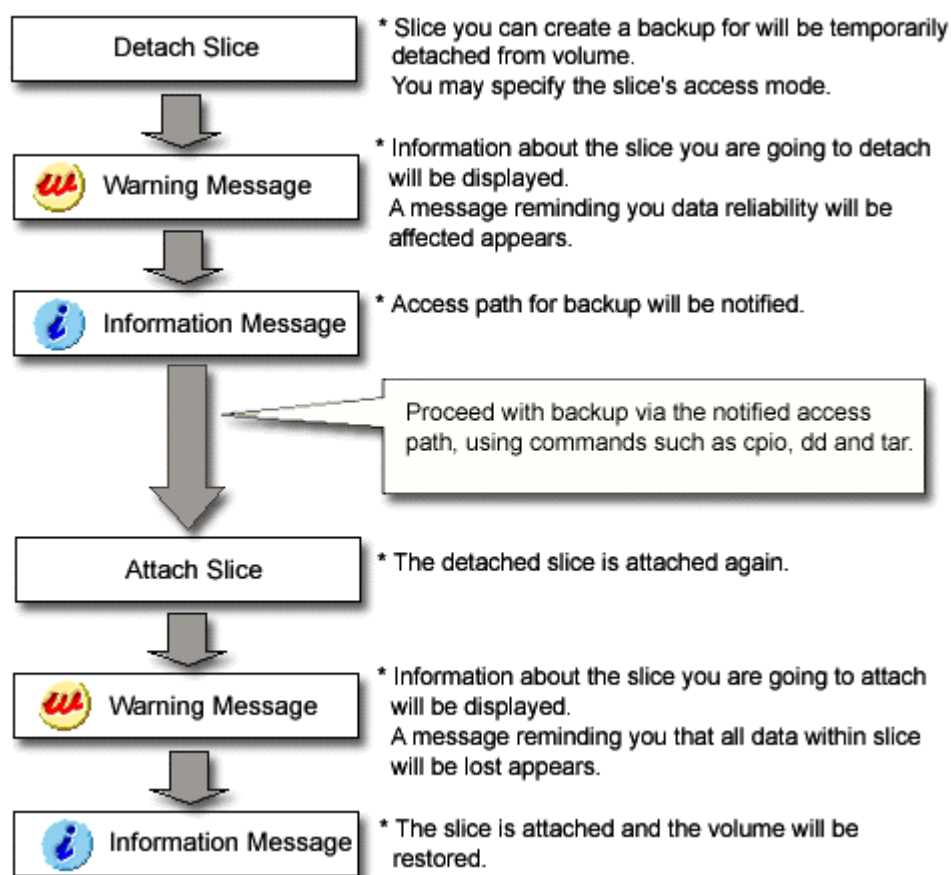 Detach Slice
* Slice you can create a backup for will be temporarily
detached from volume.
You may specify the slice's access mode.
w Warning Message
* Information about the slice you are going to detach
will be displayed.
A message reminding you data reliability will be
affected appears.
i Information Message
* Access path for backup will be notified.
Proceed with backup via the notified access
path, using commands such as cpio, dd and tar.
Attach Slice
* The detached slice is attached again.
w Warning Message
* Information about the slice you are going to attach
will be displayed.
A message reminding you that all data within slice
will be lost appears.
i Information Message
* The slice is attached and the volume will be
restored.